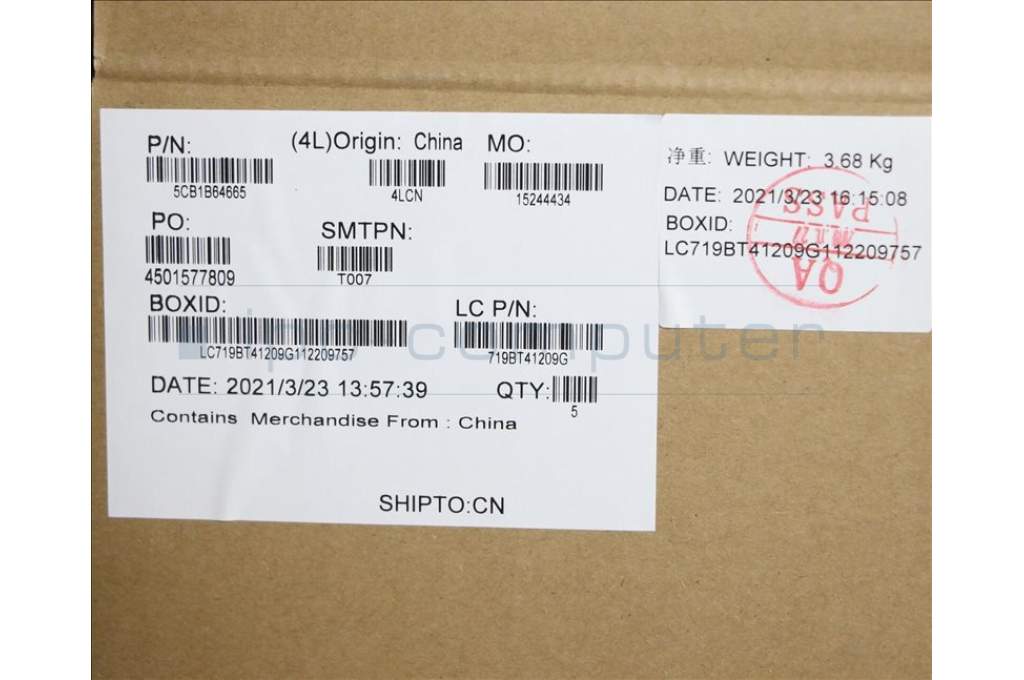 P/N: (4L)Origin: China MO:
5CB1B64665 4LCN 15244434
PO: SMTPN:
4501577809 T007
BOXID: LC P/N:
LC719BT41209G112209757 719BT41209G
DATE: 2021/3/23 13:57:39 QTY:
5
Contains Merchandise From : China
SHIPTO:CN
净重: WEIGHT: 3.68 Kg
DATE: 2021/3/23 16:15:08
BOXID:
LC719BT41209G112209757
QA
PASS
ipc computer